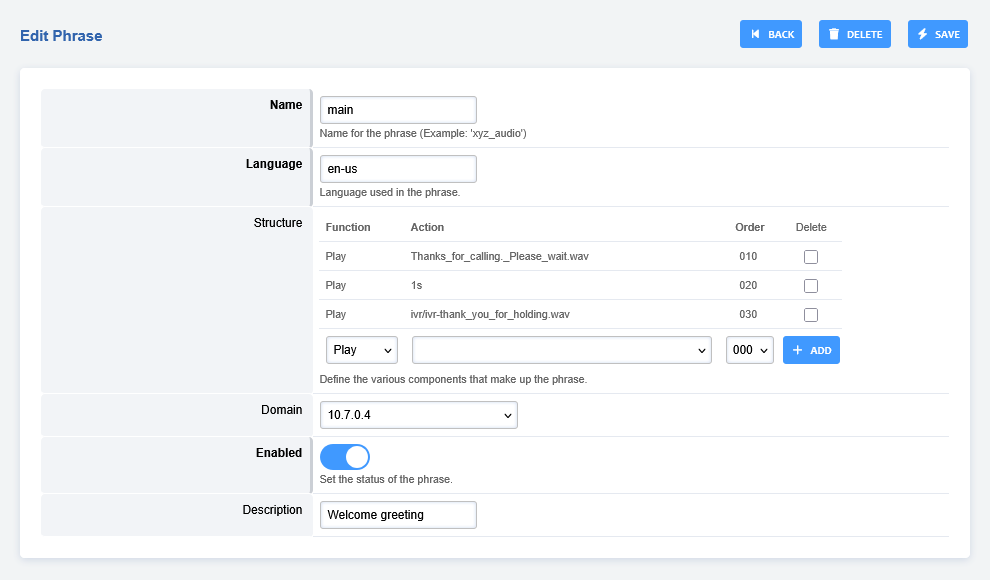 Edit Phrase
BACK DELETE SAVE
Name main
Name for the phrase (Example: 'xyz_audio')
Language en-us
Language used in the phrase.
Structure Function Action Order Delete
Play Thanks_for_calling._Please_wait.wav 010
Play 1s 020
Play ivr/ivr-thank_you_for_holding.wav 030
Play 000 ADD
Define the various components that make up the phrase.
Domain 10.7.0.4
Enabled
Set the status of the phrase.
Description Welcome greeting